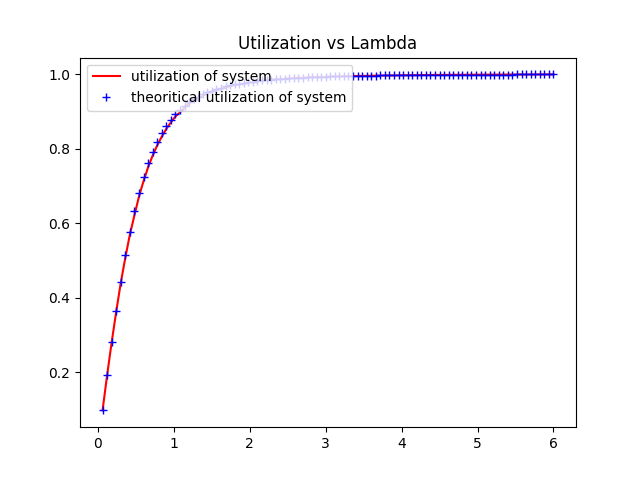 Utilization vs Lambda
utilization of system
theoritical utilization of system
1.0
0.8
0.6
0.4
0.2
0 1 2 3 4 5 6